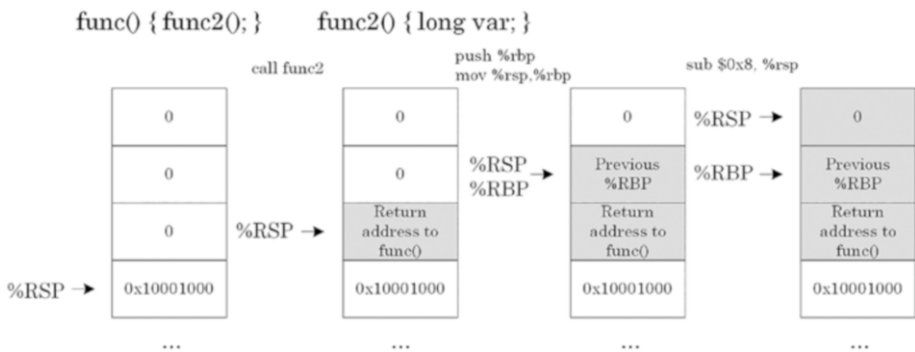 func() { func2(); }
func2() { long var; }
call func2
push %rbp
mov %rsp,%rbp
sub $0x8, %rsp
0
0
0
%RSP
0x10001000
...
0
0
%RSP
Return
address to
func()
0x10001000
...
0
%RSP
%RBP
Previous
%RBP
Return
address to
func()
0x10001000
...
%RSP
0
%RBP
Previous
%RBP
Return
address to
func()
0x10001000
...